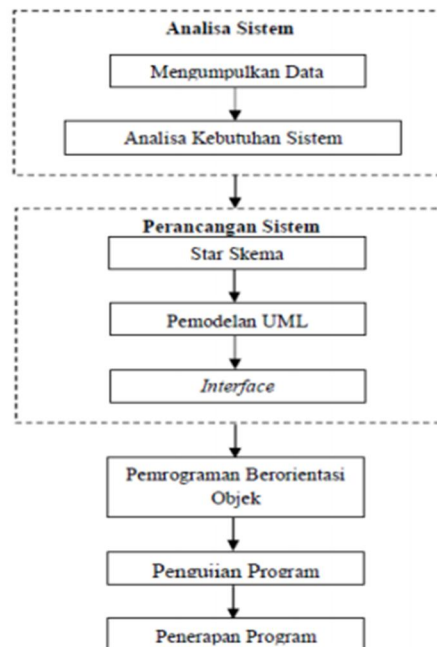 Analisa Sistem
Mengumpulkan Data
Analisa Kebutuhan Sistem
Perancangan Sistem
Star Skema
Pemodelan UML
Interface
Pemrograman Berorientasi
Objek
Pengujian Program
Penerapan Program